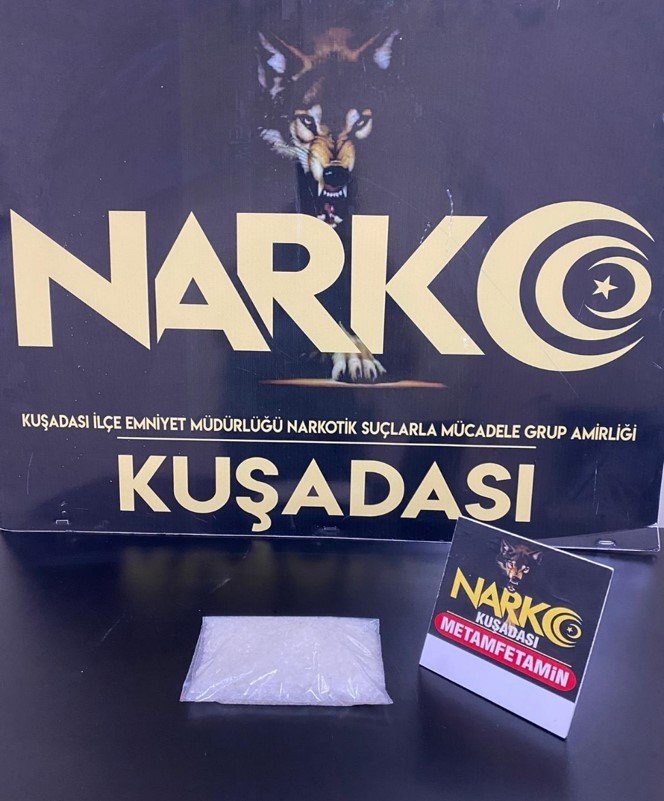 NARKO
KUŞADASI İLÇE EMNİYET MÜDÜRLÜĞÜ NARKOTİK SUÇLARLA MÜCADELE GRUP AMİRLİĞİ
KUŞADASI
NARKO
KUŞADASI
METAMFETAMİN